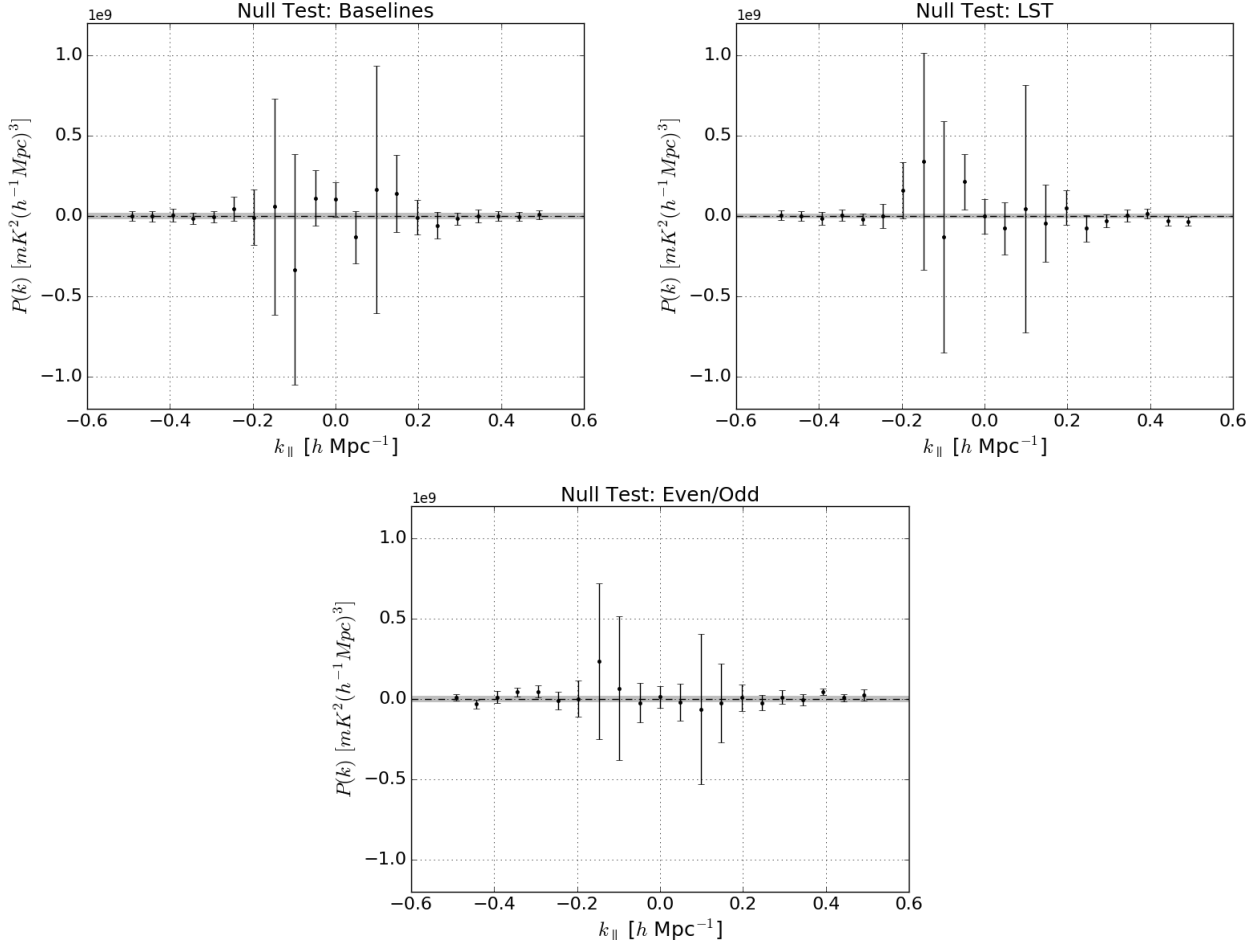 Null Test: Baselines
1e9
1.0
0.5
0.0
−0.5
−1.0
P(k) [mK²(h⁻¹Mpc)³]
−0.6 −0.4 −0.2 0.0 0.2 0.4 0.6
k∥ [h Mpc⁻¹]
Null Test: LST
1e9
1.0
0.5
0.0
−0.5
−1.0
P(k) [mK²(h⁻¹Mpc)³]
−0.6 −0.4 −0.2 0.0 0.2 0.4 0.6
k∥ [h Mpc⁻¹]
Null Test: Even/Odd
1e9
1.0
0.5
0.0
−0.5
−1.0
P(k) [mK²(h⁻¹Mpc)³]
−0.6 −0.4 −0.2 0.0 0.2 0.4 0.6
k∥ [h Mpc⁻¹]